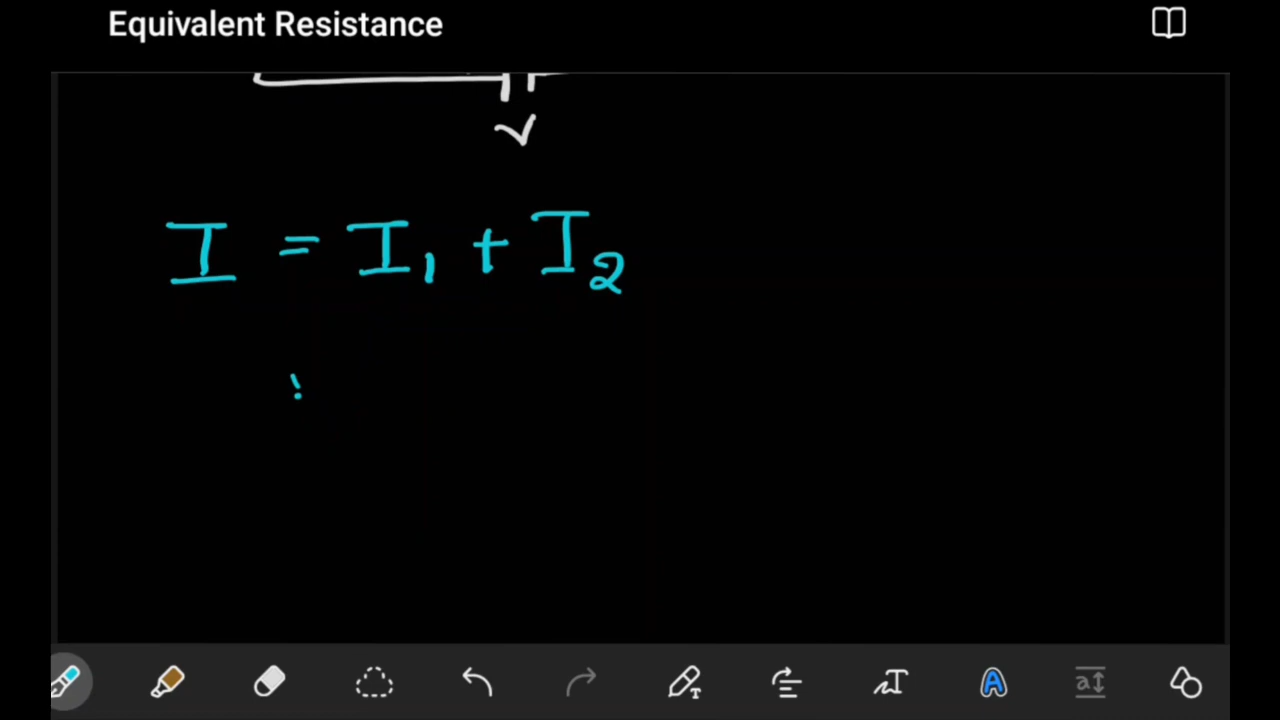 Equivalent Resistance
V
I = I₁ + I₂